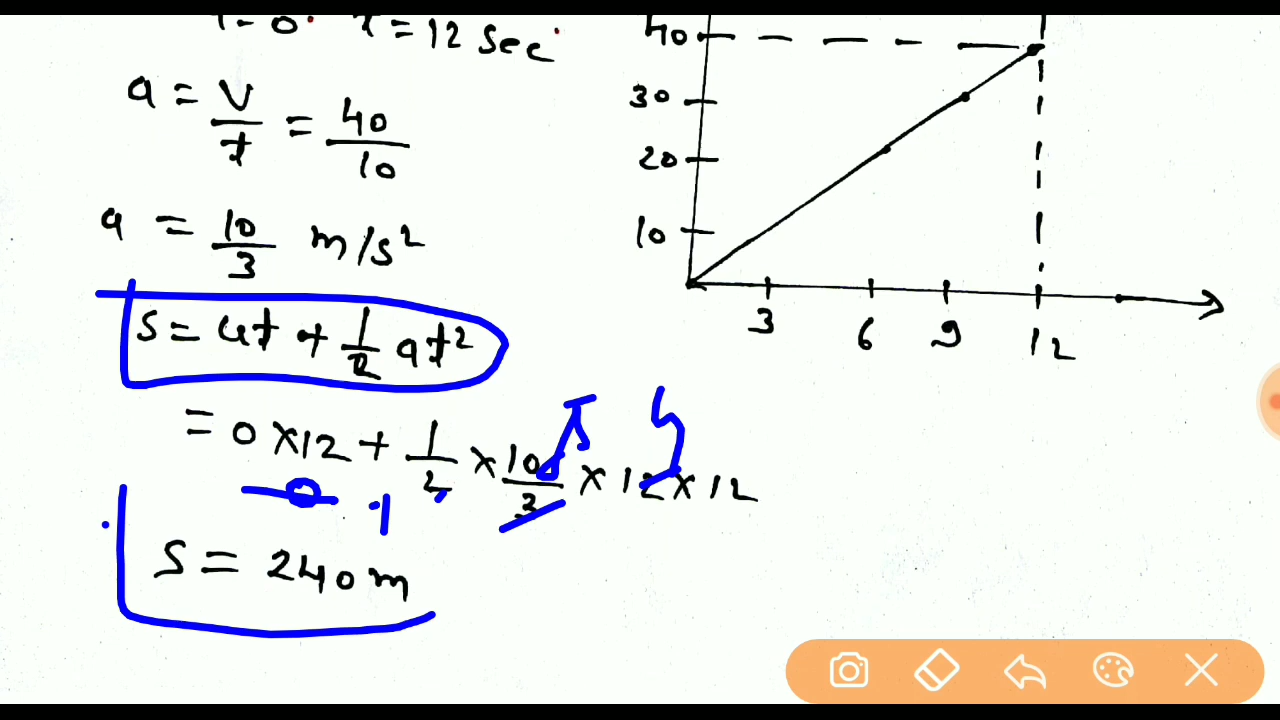 t = 12 sec
a = v/t = 40/10
a = 10/3 m/s²
s = ut + 1/2 at²
= 0 × 12 + 1/2 × 10/3 × 12 × 12
s = 240 m
40
30
20
10
3 6 9 12